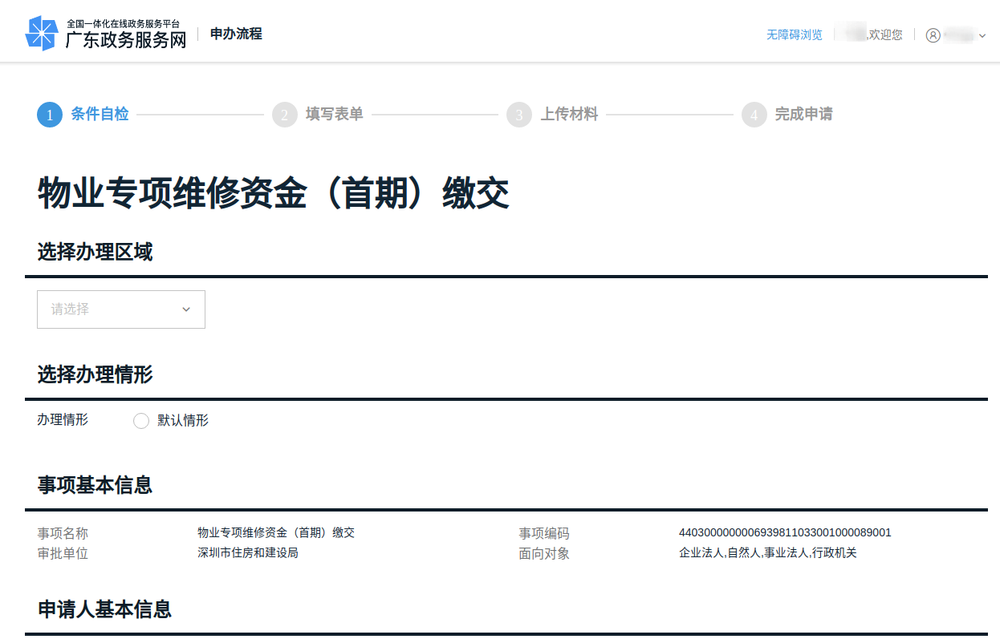 全国一体化在线政务服务平台
广东政务服务网
申办流程
无障碍浏览
,欢迎您
1 条件自检
2 填写表单
3 上传材料
4 完成申请
物业专项维修资金（首期）缴交
选择办理区域
请选择
选择办理情形
办理情形 默认情形
事项基本信息
事项名称 物业专项维修资金（首期）缴交 事项编码 4403000000006939811033001000089001
审批单位 深圳市住房和建设局 面向对象 企业法人,自然人,事业法人,行政机关
申请人基本信息